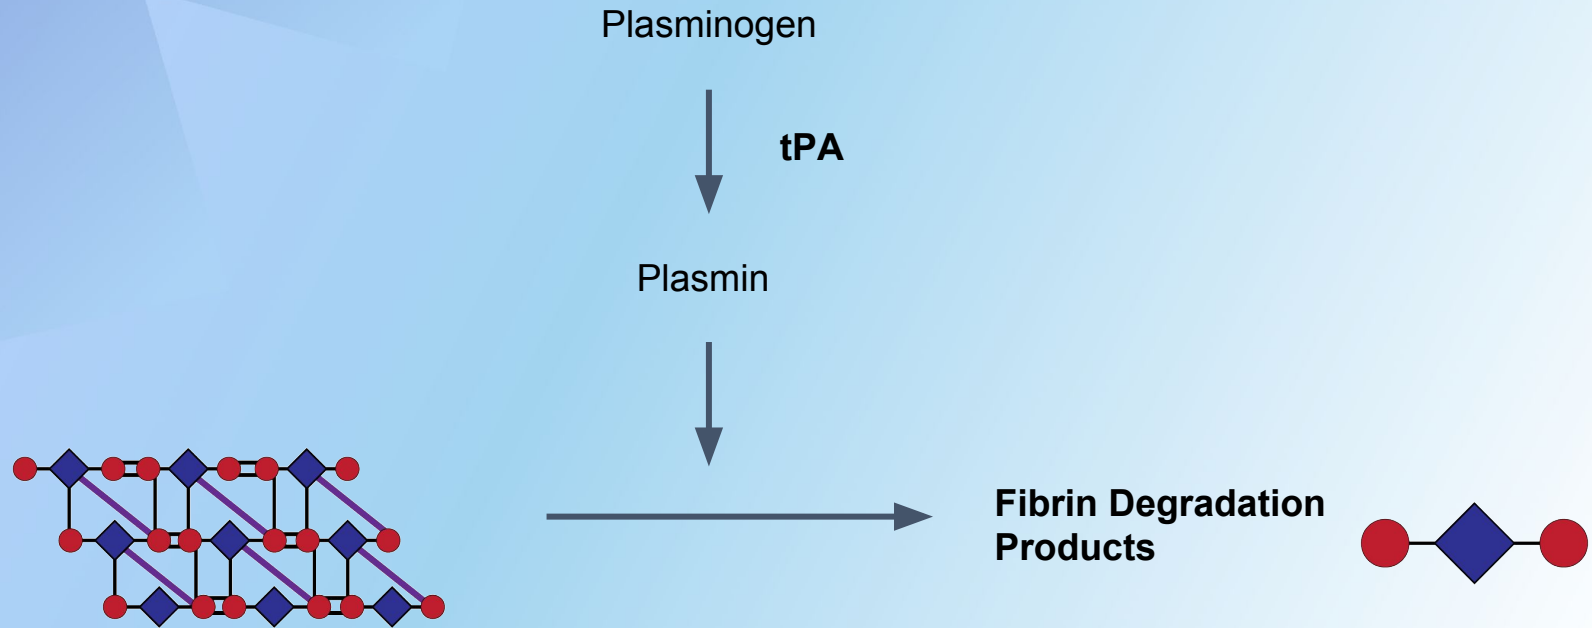 Plasminogen
tPA
Plasmin
Fibrin Degradation
Products